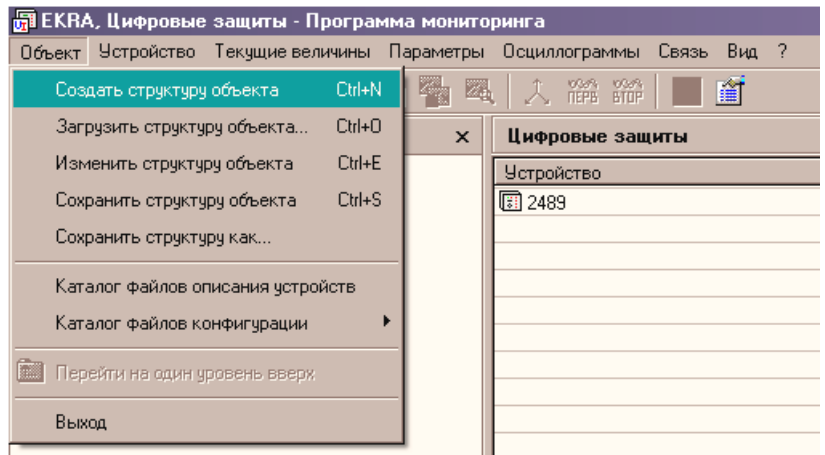 EKRA, Цифровые защиты - Программа мониторинга
Объект Устройство Текущие величины Параметры Осциллограммы Связь Вид ?
ПЕРВ ВТОР
Создать структуру объекта Ctrl+N
Загрузить структуру объекта... Ctrl+O
Изменить структуру объекта Ctrl+E
Сохранить структуру объекта Ctrl+S
Сохранить структуру как...
Каталог файлов описания устройств
Каталог файлов конфигурации
Перейти на один уровень вверх
Выход
Цифровые защиты
Устройство
2489